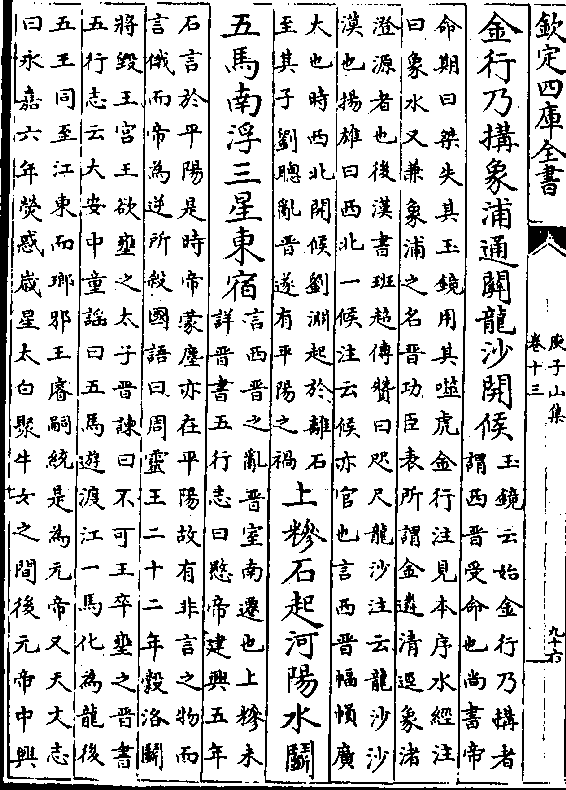 欽定四庫全書
庾子山集
卷十三
九十六
金行乃搆象浦通闗龍沙開候玉鏡云始金行乃搆者
謂西晉受命也尚書帝
命期曰桀失其玉鏡用其噬虎金行注見本序水經注
曰象水又兼象浦之名晉功臣表所謂金遴清逕象渚
澄源者也後漢書班超傳贊曰咫尺龍沙注云龍沙沙
漠也揚雄曰西北一候注云候亦官也言西晉幅幀廣
大也時西北開候劉淵起於離石
至其子劉聰亂晉遂有平陽之禍
上糝石起河陽水鬬
五馬南浮三星東宿言西晉之亂晉室南遷也上糝未
詳晉書五行志曰愍帝建興五年
石言於平陽是時帝蒙塵亦在平陽故有非言之物而
言俄而帝為逆所殺國語曰周靈王二十二年穀洛鬬
將毀王宮王欲壅之太子晉諫曰不可王卒壅之晉書
五行志云大安中童謡曰五馬遊渡江一馬化為龍後
五王同至江東而瑯邪王睿嗣統是為元帝又天文志
曰永嘉六年熒惑嵗星太白聚牛女之間後元帝中興